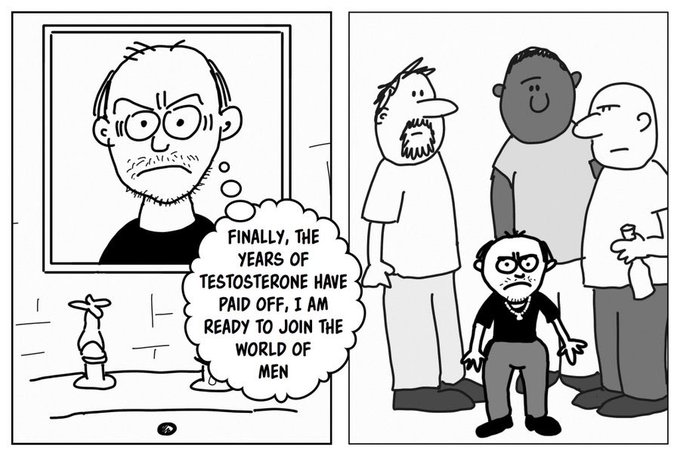 FINALLY, THE
YEARS OF
TESTOSTERONE HAVE
PAID OFF, I AM
READY TO JOIN THE
WORLD OF
MEN